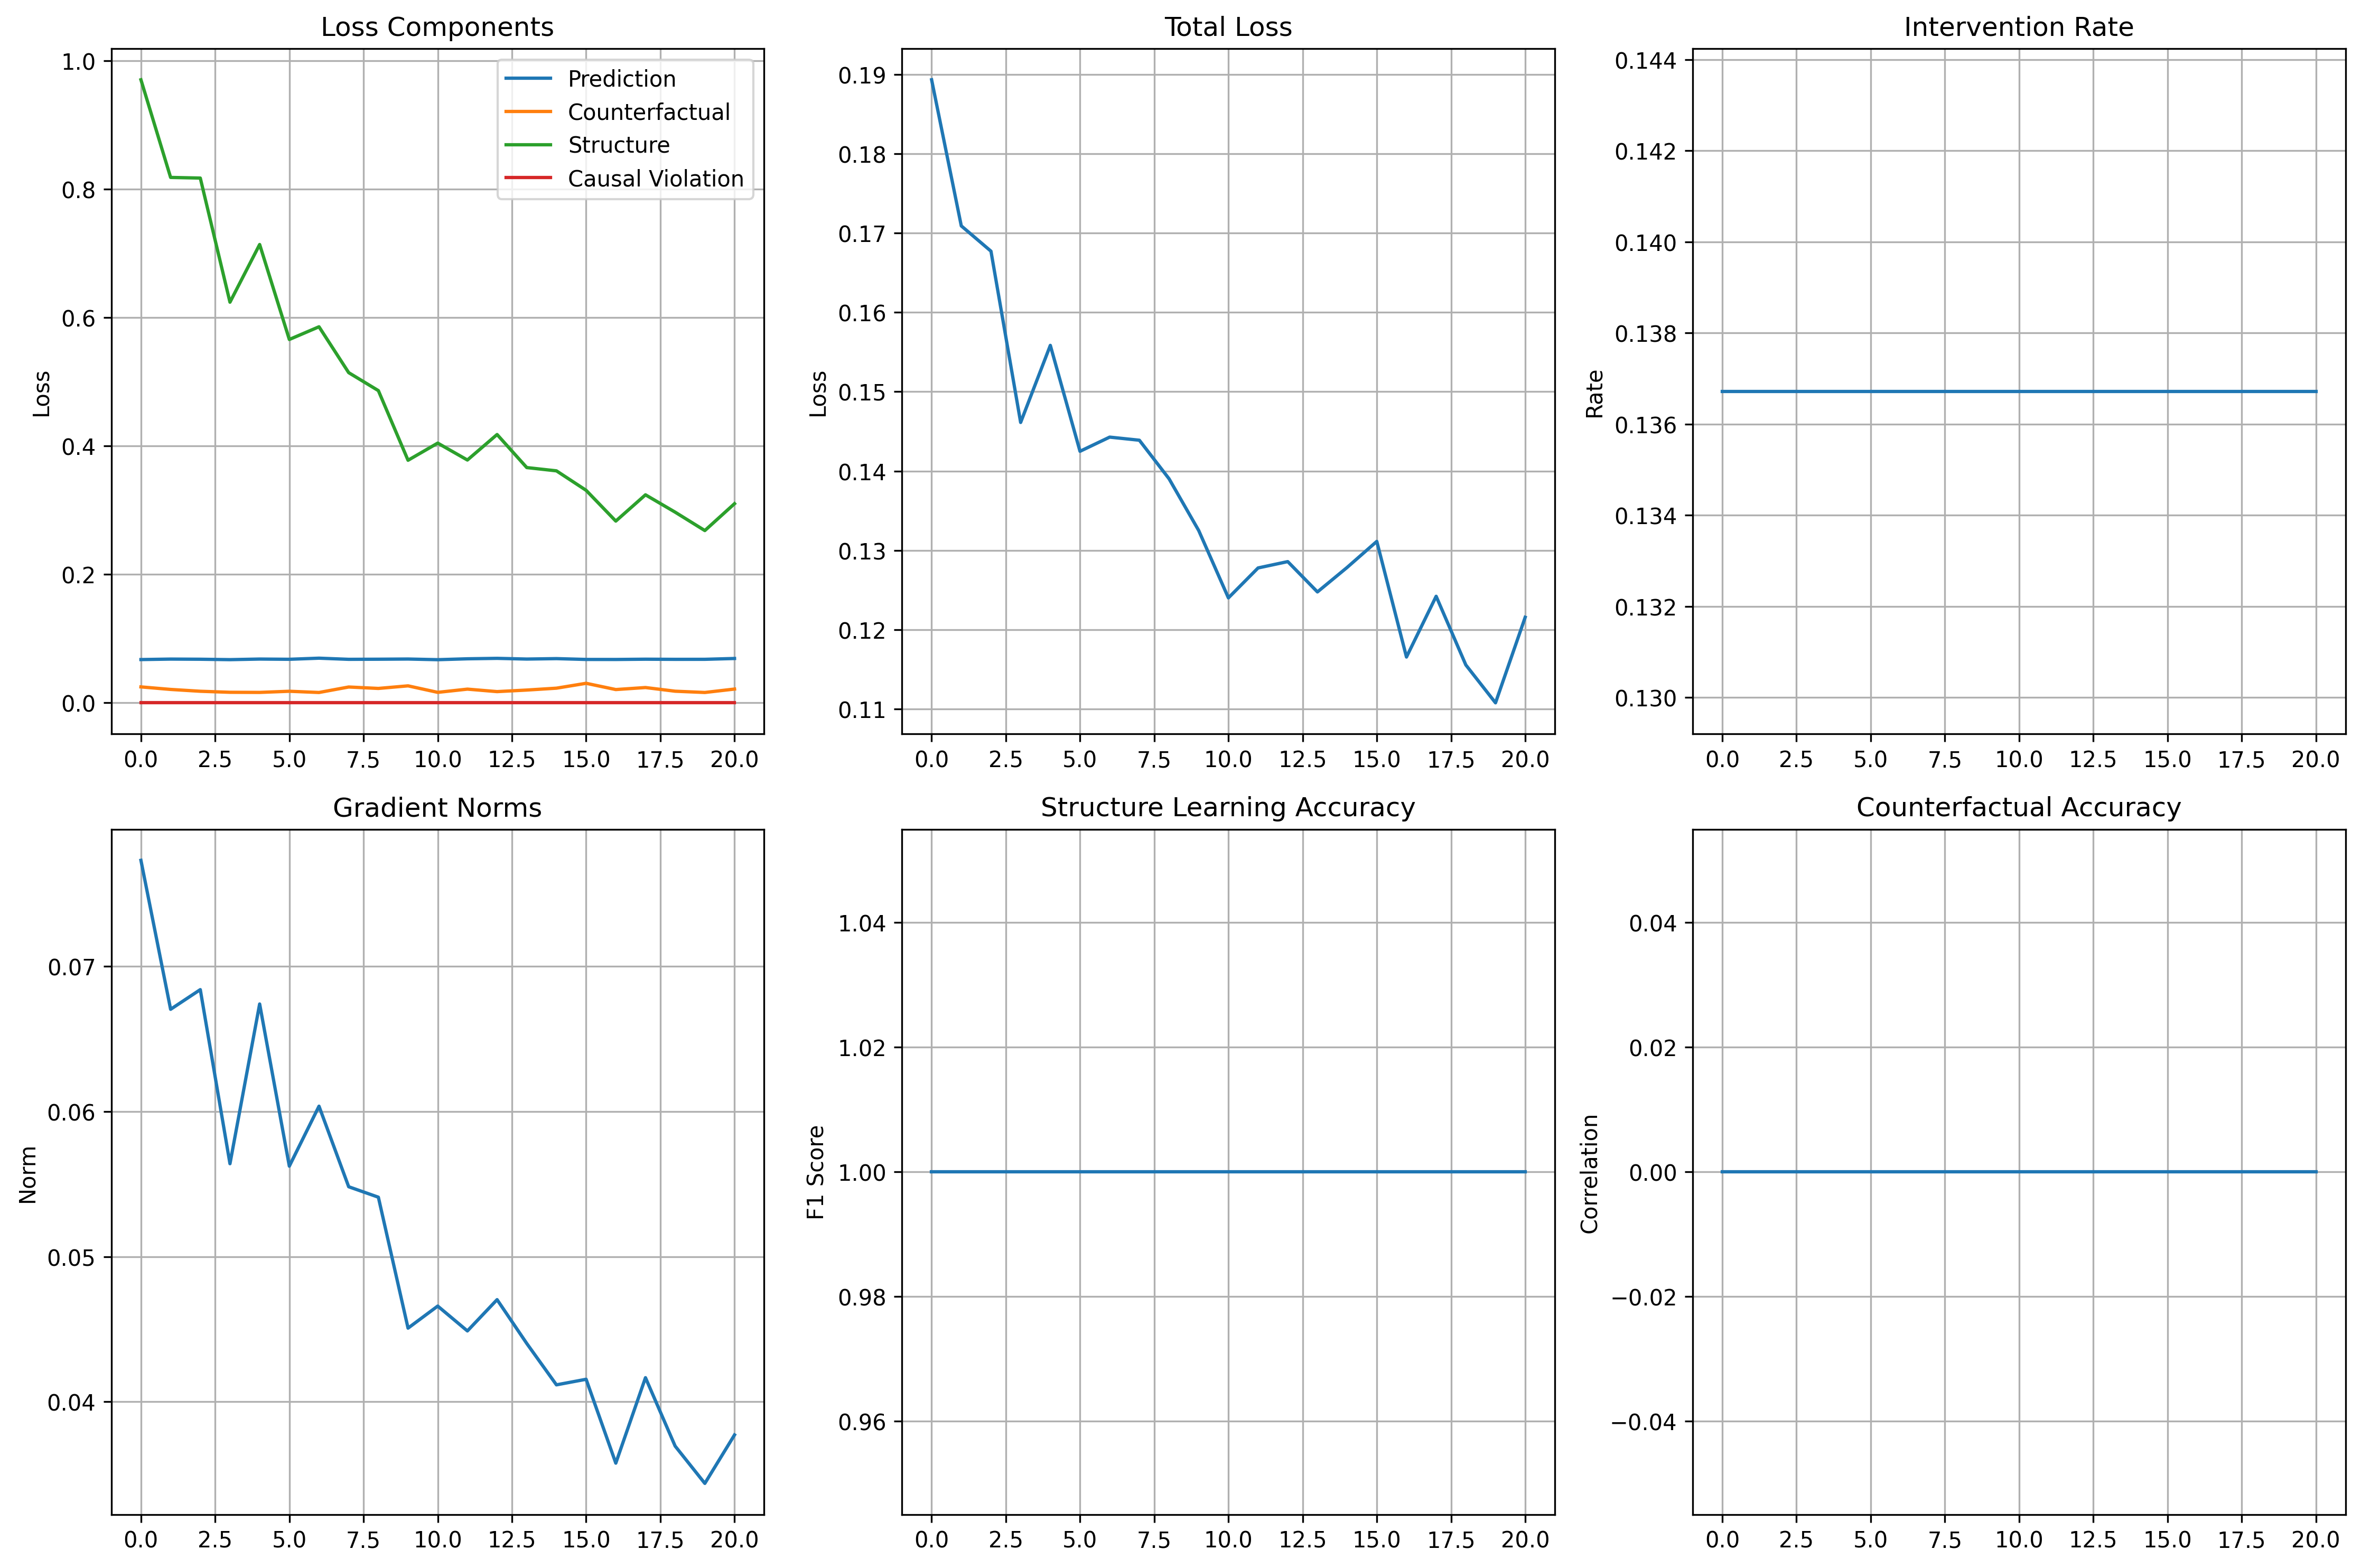 Loss Components
Loss
1.0
0.8
0.6
0.4
0.2
0.0
Prediction
Counterfactual
Structure
Causal Violation
0.0 2.5 5.0 7.5 10.0 12.5 15.0 17.5 20.0
Total Loss
Loss
0.19
0.18
0.17
0.16
0.15
0.14
0.13
0.12
0.11
0.0 2.5 5.0 7.5 10.0 12.5 15.0 17.5 20.0
Intervention Rate
Rate
0.144
0.142
0.140
0.138
0.136
0.134
0.132
0.130
0.0 2.5 5.0 7.5 10.0 12.5 15.0 17.5 20.0
Gradient Norms
Norm
0.07
0.06
0.05
0.04
0.0 2.5 5.0 7.5 10.0 12.5 15.0 17.5 20.0
Structure Learning Accuracy
F1 Score
1.04
1.02
1.00
0.98
0.96
0.0 2.5 5.0 7.5 10.0 12.5 15.0 17.5 20.0
Counterfactual Accuracy
Correlation
0.04
0.02
0.00
−0.02
−0.04
0.0 2.5 5.0 7.5 10.0 12.5 15.0 17.5 20.0